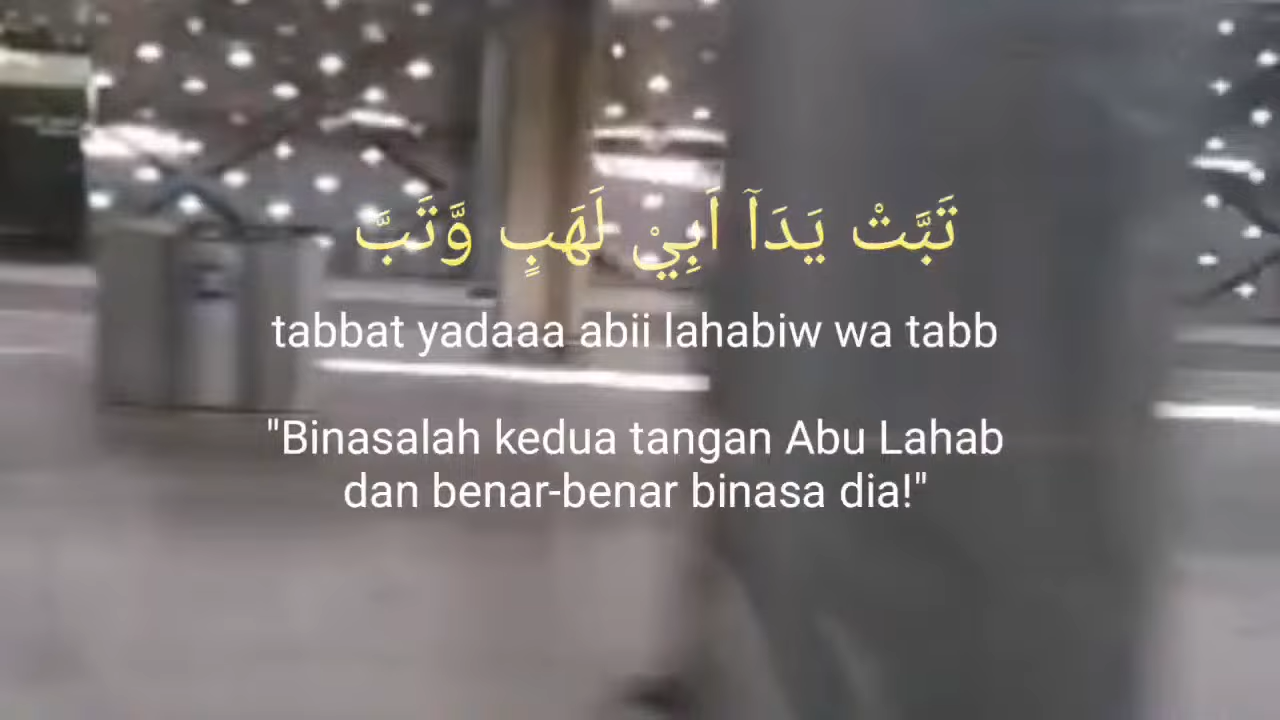 تَبَّتْ يَدَآ اَبِيْ لَهَبٍ وَّتَبَّ
tabbat yadaaa abii lahabiw wa tabb
"Binasalah kedua tangan Abu Lahab
dan benar-benar binasa dia!"